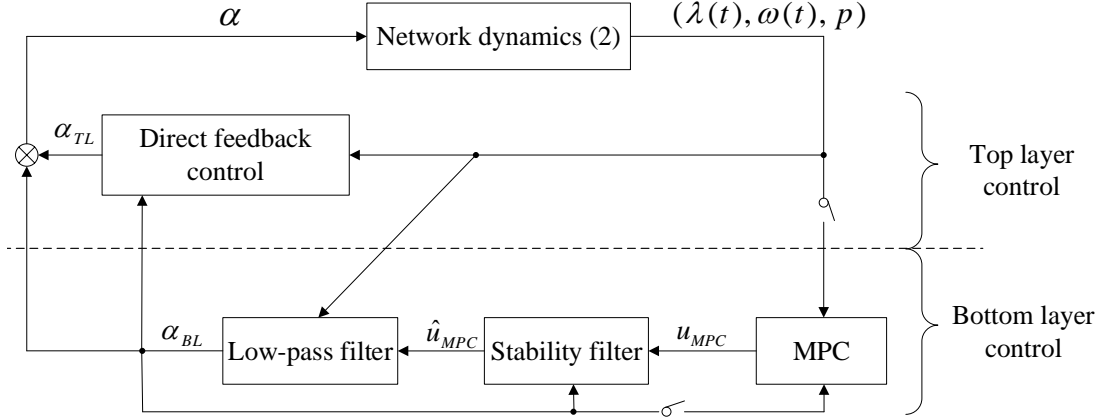 α
Network dynamics (2)
(λ(t), ω(t), p)
α_TL
Direct feedback
control
Top layer
control
α_BL
Low-pass filter
û_MPC
Stability filter
u_MPC
MPC
Bottom layer
control